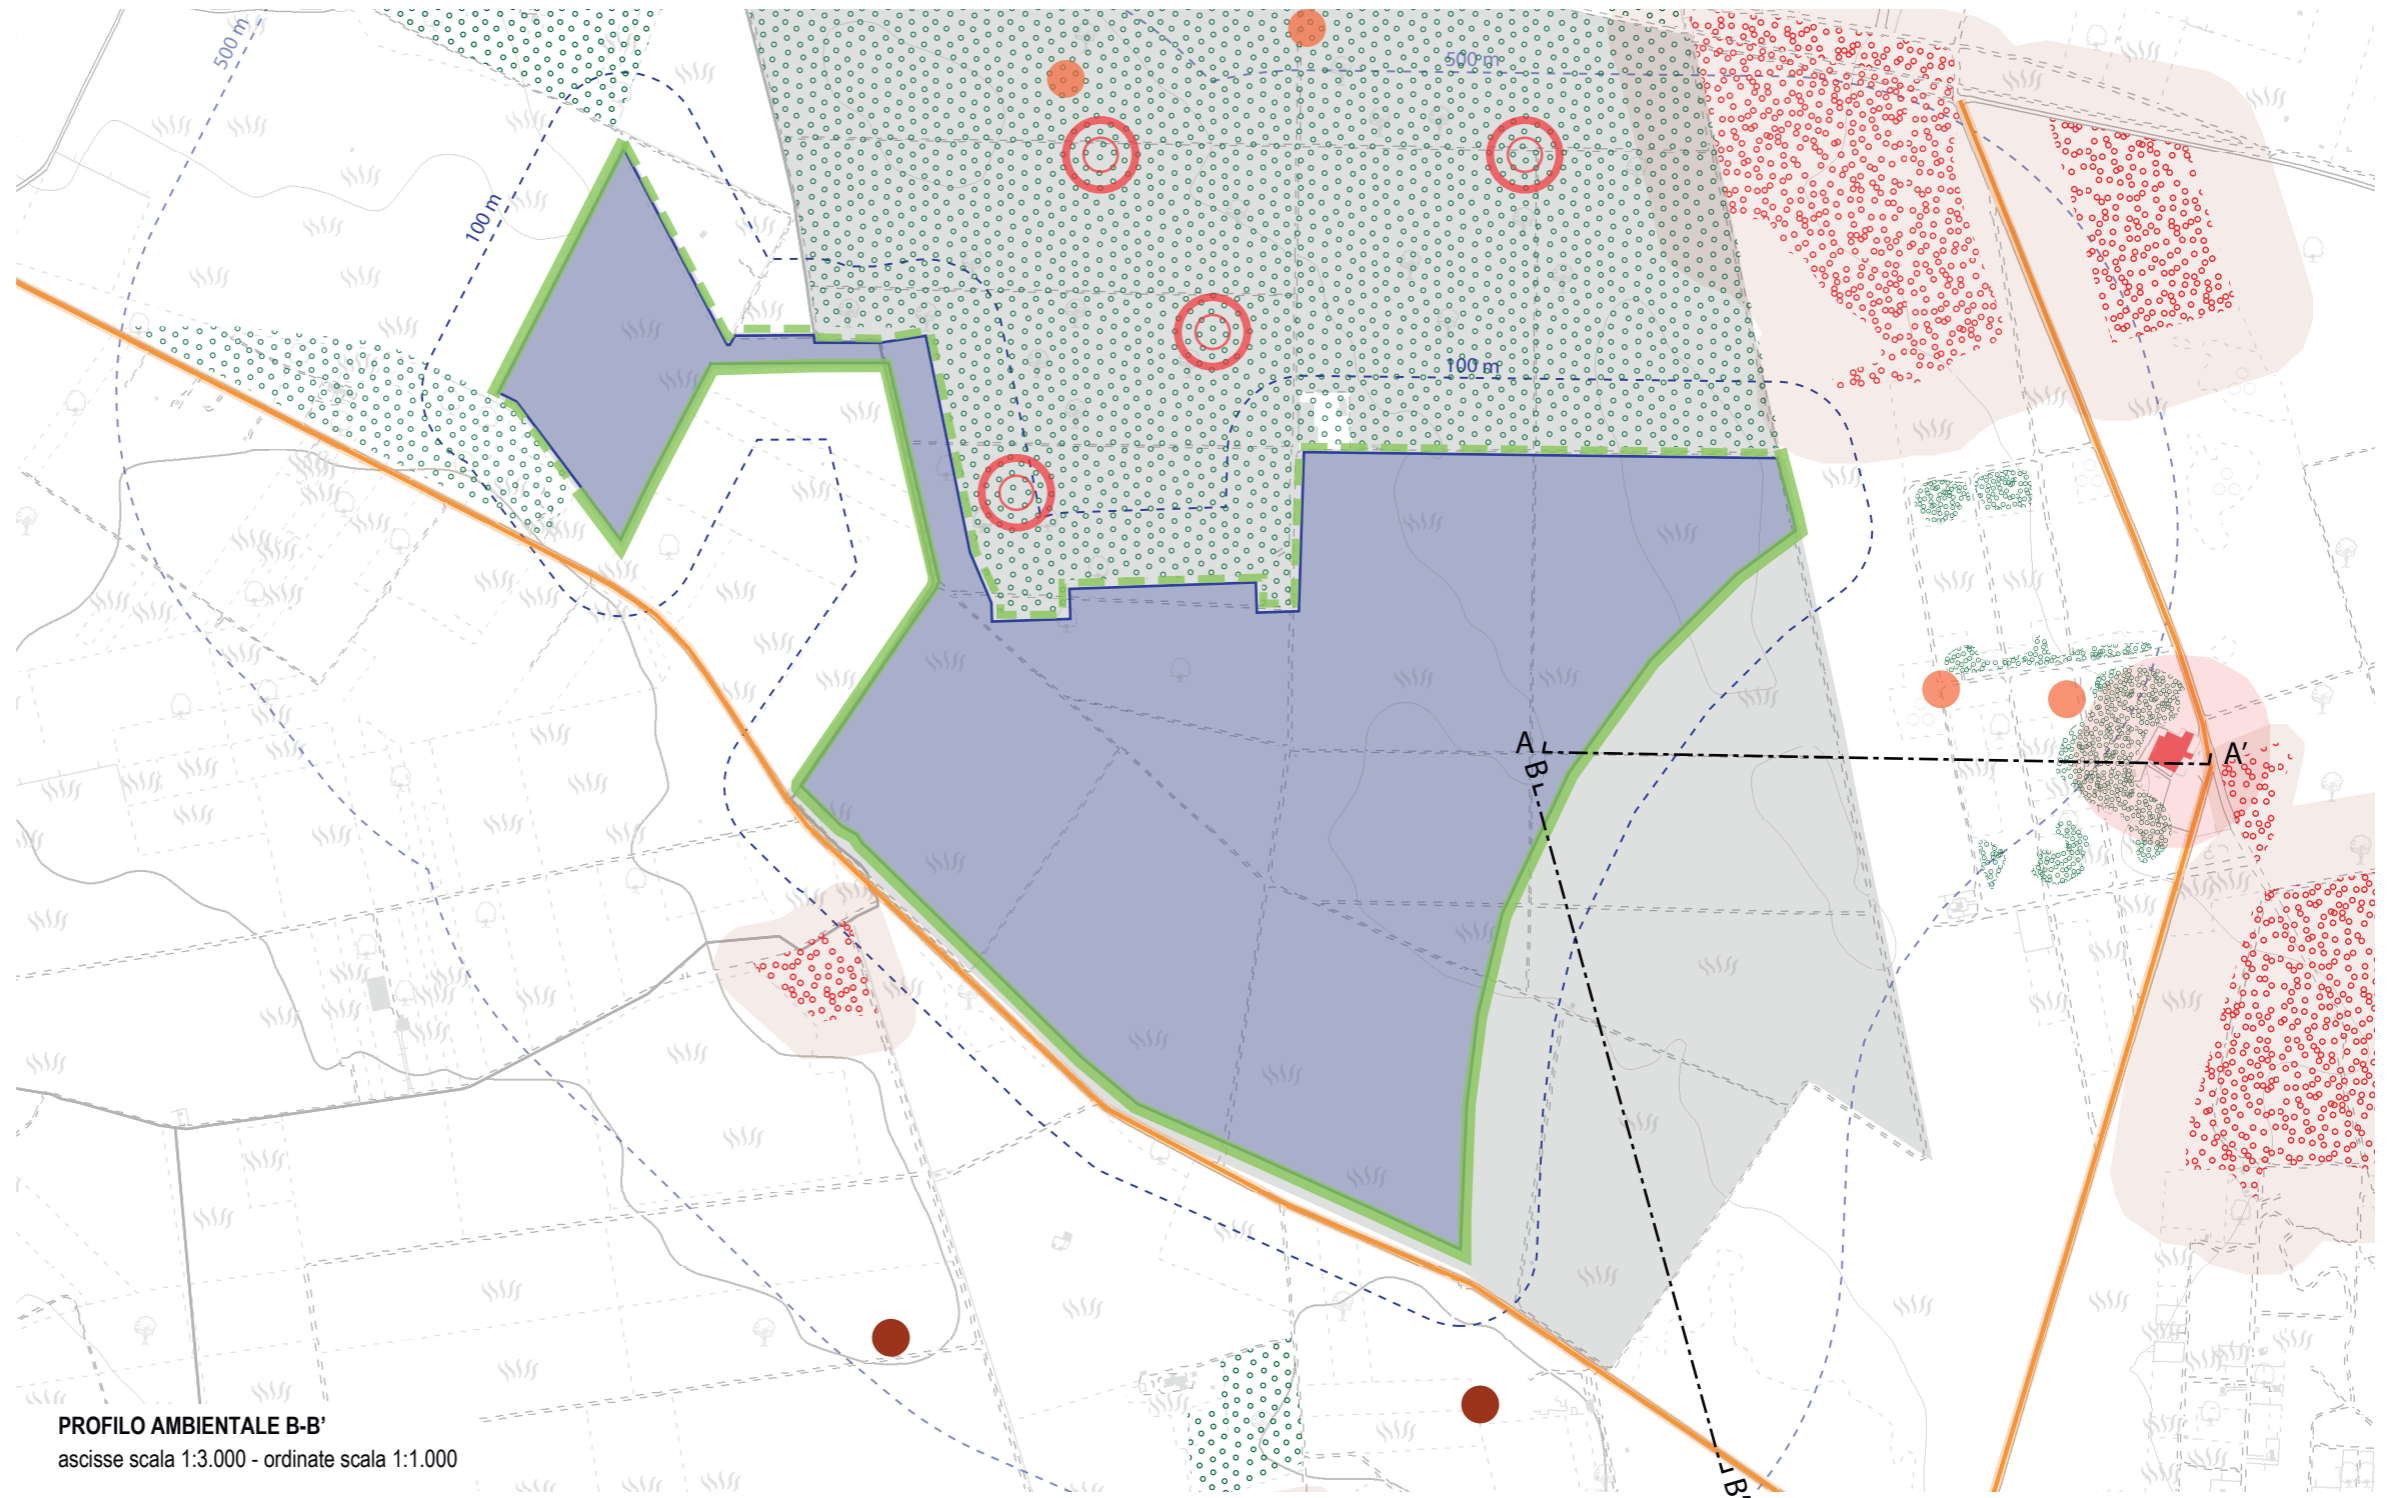 500 m
500 m
100 m
100 m
A
A'
B
B'
PROFILO AMBIENTALE B-B’
ascisse scala 1:3.000 - ordinate scala 1:1.000